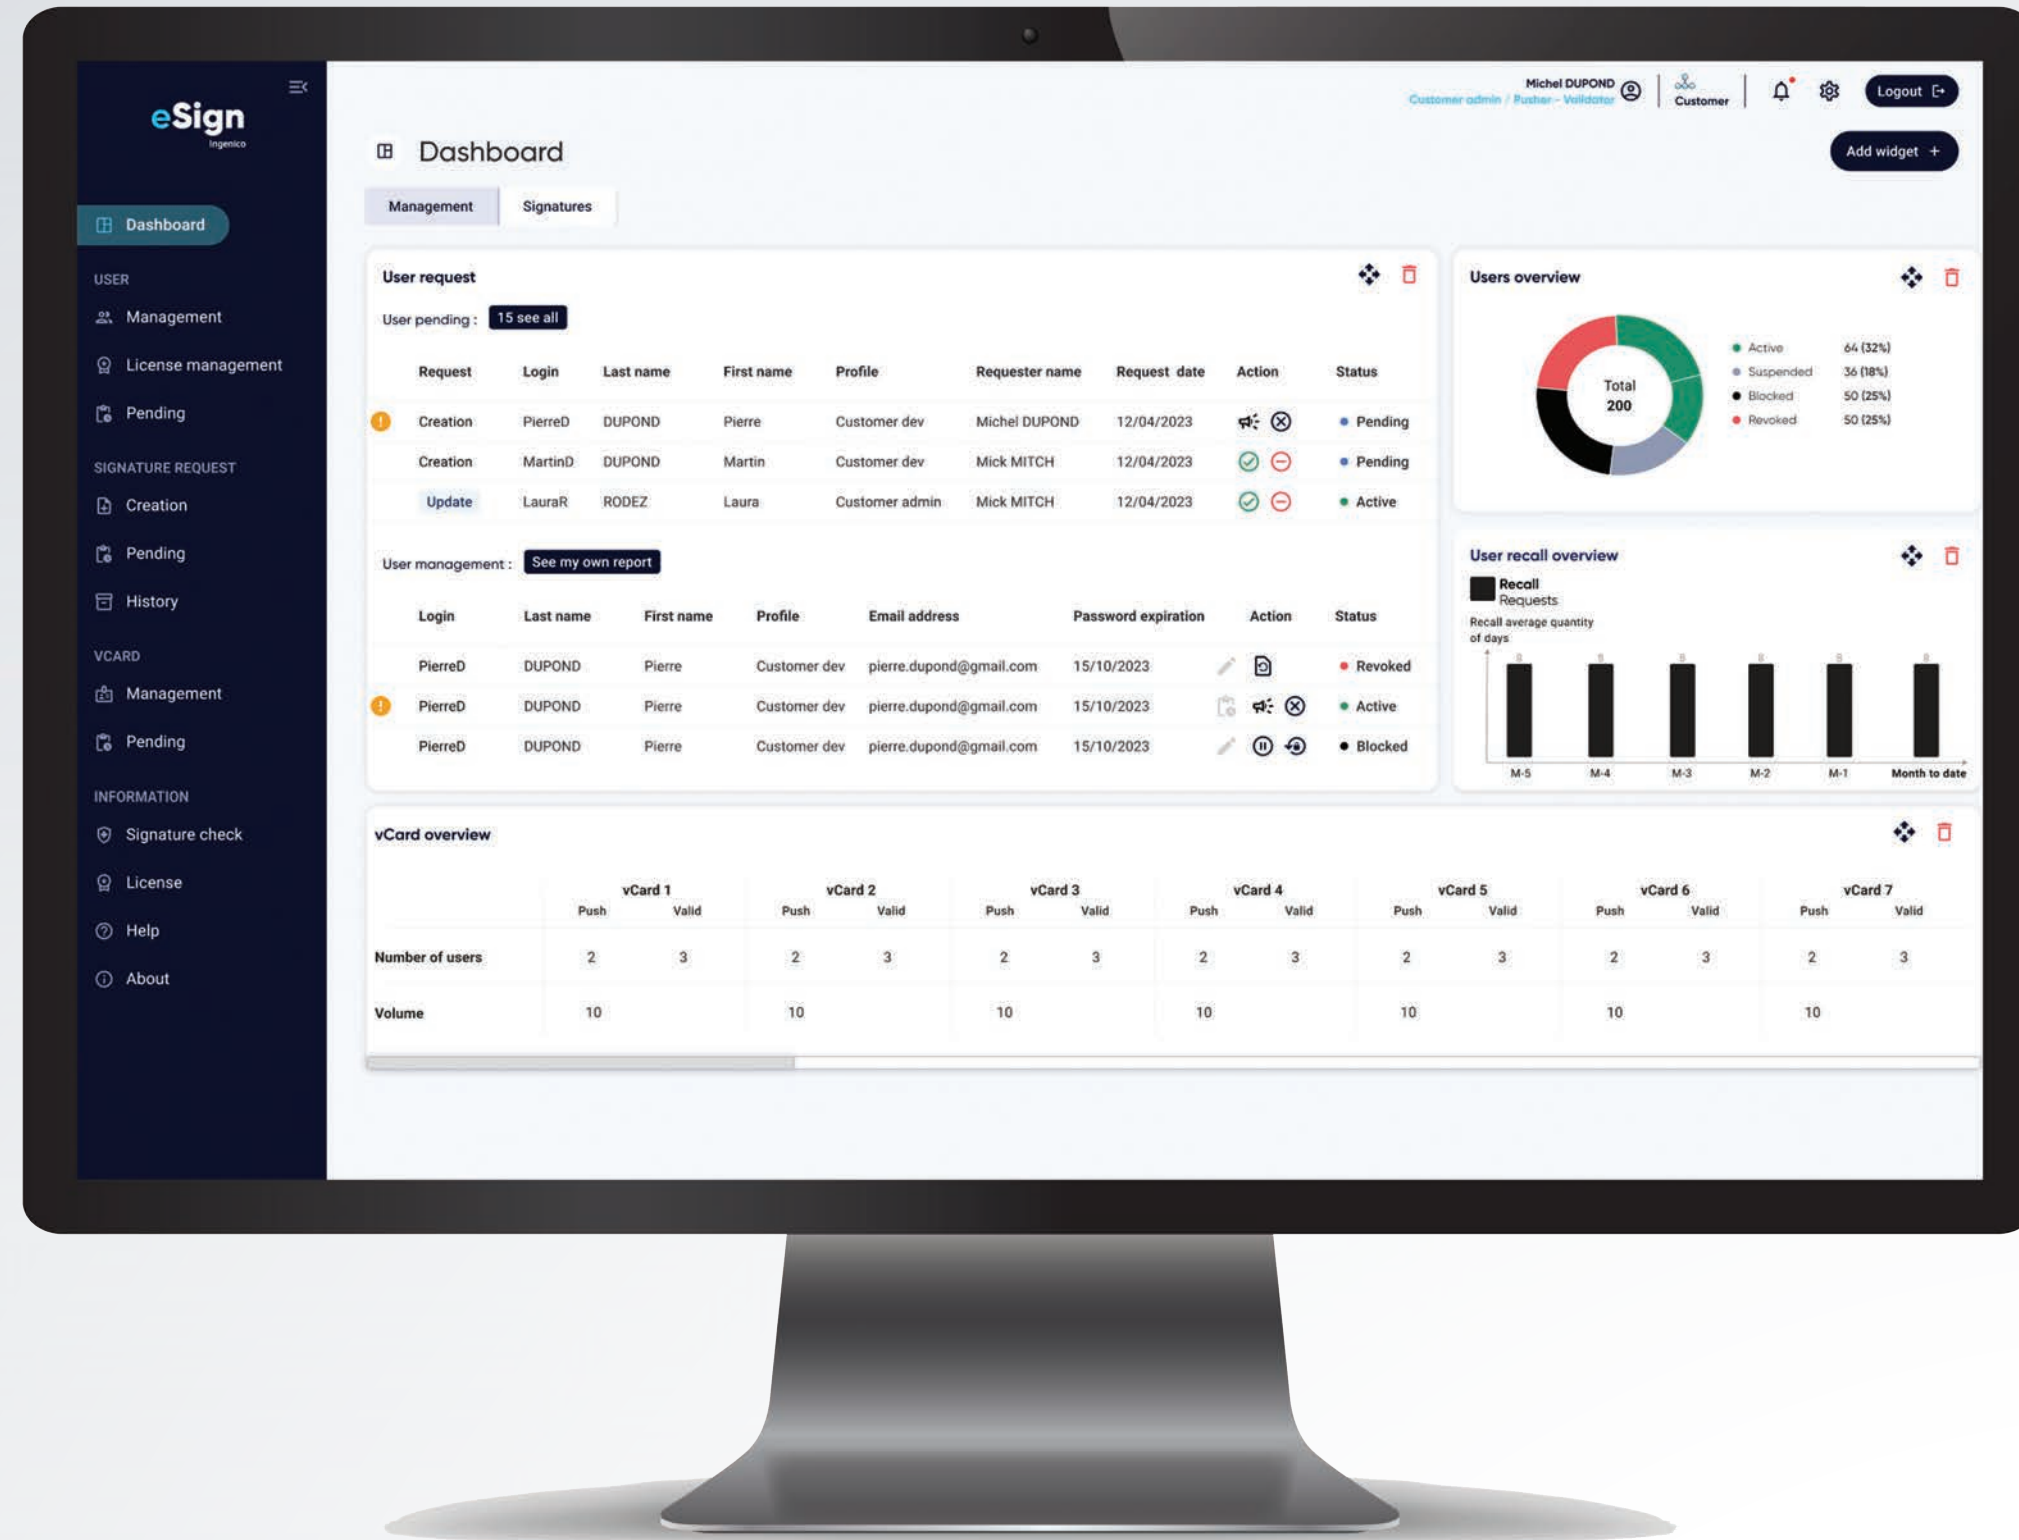 eSign
Ingenico
Dashboard
USER
Management
License management
Pending
SIGNATURE REQUEST
Creation
Pending
History
VCARD
Management
Pending
INFORMATION
Signature check
License
Help
About
Michel DUPOND
Customer admin / Pusher - Validator
Customer
Logout
Dashboard
Add widget +
Management Signatures
User request
User pending : 15 see all
Request Login Last name First name Profile Requester name Request date Action Status
Creation PierreD DUPOND Pierre Customer dev Michel DUPOND 12/04/2023 Pending
Creation MartinD DUPOND Martin Customer dev Mick MITCH 12/04/2023 Pending
Update LauraR RODEZ Laura Customer admin Mick MITCH 12/04/2023 Active
User management : See my own report
Login Last name First name Profile Email address Password expiration Action Status
PierreD DUPOND Pierre Customer dev pierre.dupond@gmail.com 15/10/2023 Revoked
PierreD DUPOND Pierre Customer dev pierre.dupond@gmail.com 15/10/2023 Active
PierreD DUPOND Pierre Customer dev pierre.dupond@gmail.com 15/10/2023 Blocked
Users overview
Total
200
Active 64 (32%)
Suspended 36 (18%)
Blocked 50 (25%)
Revoked 50 (25%)
User recall overview
Recall
Requests
Recall average quantity
of days
M-5 M-4 M-3 M-2 M-1 Month to date
vCard overview
vCard 1 vCard 2 vCard 3 vCard 4 vCard 5 vCard 6 vCard 7
Push Valid Push Valid Push Valid Push Valid Push Valid Push Valid Push Valid
Number of users 2 3 2 3 2 3 2 3 2 3 2 3 2 3
Volume 10 10 10 10 10 10 10